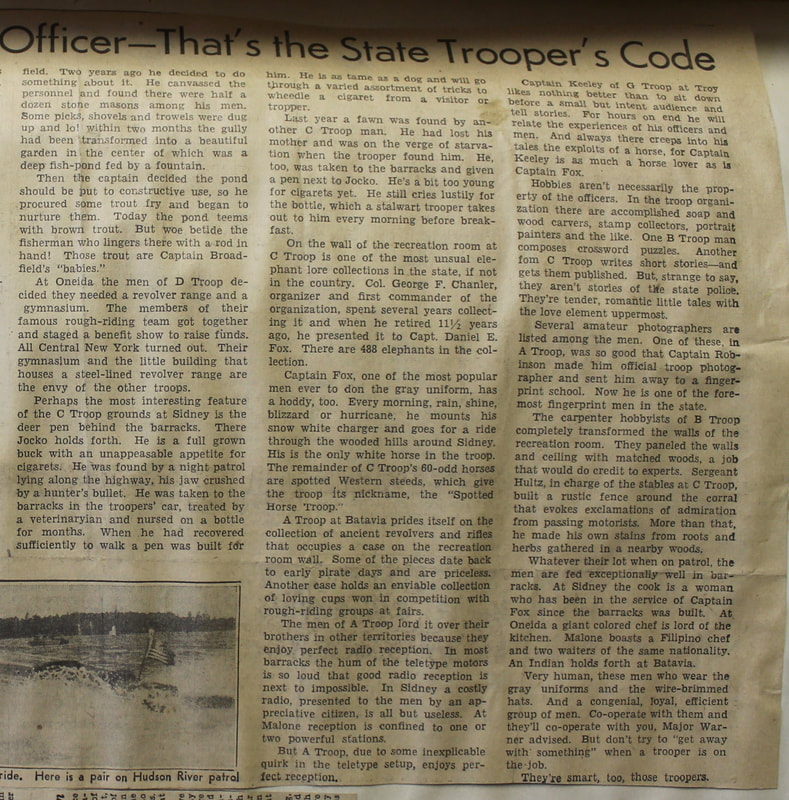 Officer—That's the State Trooper's Code
field. Two years ago he decided to do
something about it. He canvassed the
personnel and found there were half a
dozen stone masons among his men.
Some picks, shovels and trowels were dug
up and lo! within two months the gully
had been transformed into a beautiful
garden in the center of which was a
deep fish-pond fed by a fountain.
Then the captain decided the pond
should be put to constructive use, so he
procured some trout fry and began to
nurture them. Today the pond teems
with brown trout. But woe betide the
fisherman who lingers there with a rod in
hand! Those trout are Captain Broad-
field's "babies."
At Oneida the men of D Troop de-
cided they needed a revolver range and a
gymnasium. The members of their
famous rough-riding team got together
and staged a benefit show to raise funds.
All Central New York turned out. Their
gymnasium and the little building that
houses a steel-lined revolver range are
the envy of the other troops.
Perhaps the most interesting feature
of the C Troop grounds at Sidney is the
deer pen behind the barracks. There
Jocko holds forth. He is a full grown
buck with an unappeasable appetite for
cigarets. He was found by a night patrol
lying along the highway, his jaw crushed
by a hunter's bullet. He was taken to the
barracks in the troopers' car, treated by
a veterinaryian and nursed on a bottle
for months. When he had recovered
sufficiently to walk a pen was built for
ride. Here is a pair on Hudson River patrol
him. He is as tame as a dog and will go
through a varied assortment of tricks to
wheedle a cigaret from a visitor or
tropper.
Last year a fawn was found by an-
other C Troop man. He had lost his
mother and was on the verge of starva-
tion when the trooper found him. He,
too, was taken to the barracks and given
a pen next to Jocko. He's a bit too young
for cigarets yet. He still cries lustily for
the bottle, which a stalwart trooper takes
out to him every morning before break-
fast.
On the wall of the recreation room at
C Troop is one of the most unusual ele-
phant lore collections in the state, if not
in the country. Col. George F. Chanler,
organizer and first commander of the
organization, spent several years collect-
ing it and when he retired 11½ years
ago, he presented it to Capt. Daniel E.
Fox. There are 488 elephants in the col-
lection.
Captain Fox, one of the most popular
men ever to don the gray uniform, has
a hoddy, too. Every morning, rain, shine,
blizzard or hurricane, he mounts his
snow white charger and goes for a ride
through the wooded hills around Sidney.
His is the only white horse in the troop.
The remainder of C Troop's 60-odd horses
are spotted Western steeds, which give
the troop its nickname, the "Spotted
Horse Troop."
A Troop at Batavia prides itself on the
collection of ancient revolvers and rifles
that occupies a case on the recreation
room wall. Some of the pieces date back
to early pirate days and are priceless.
Another case holds an enviable collection
of loving cups won in competition with
rough-riding groups at fairs.
The men of A Troop lord it over their
brothers in other territories because they
enjoy perfect radio reception. In most
barracks the hum of the teletype motors
is so loud that good radio reception is
next to impossible. In Sidney a costly
radio, presented to the men by an ap-
preciative citizen, is all but useless. At
Malone reception is confined to one or
two powerful stations.
But A Troop, due to some inexplicable
quirk in the teletype setup, enjoys per-
fect reception.
Captain Keeley of G Troop at Troy
likes nothing better than to sit down
before a small but intent audience and
tell stories. For hours on end he will
relate the experiences of his officers and
men. And always there creeps into his
tales the exploits of a horse, for Captain
Keeley is as much a horse lover as is
Captain Fox.
Hobbies aren't necessarily the prop-
erty of the officers. In the troop organi-
zation there are accomplished soap and
wood carvers, stamp collectors, portrait
painters and the like. One B Troop man
composes crossword puzzles. Another
fom C Troop writes short stories—and
gets them published. But, strange to say,
they aren't stories of the state police.
They're tender, romantic little tales with
the love element uppermost.
Several amateur photographers are
listed among the men. One of these, in
A Troop, was so good that Captain Rob-
inson made him official troop photog-
rapher and sent him away to a finger-
print school. Now he is one of the fore-
most fingerprint men in the state.
The carpenter hobbyists of B Troop
completely transformed the walls of the
recreation room. They paneled the walls
and ceiling with matched woods, a job
that would do credit to experts. Sergeant
Hultz, in charge of the stables at C Troop,
built a rustic fence around the corral
that evokes exclamations of admiration
from passing motorists. More than that,
he made his own stains from roots and
herbs gathered in a nearby woods.
Whatever their lot when on patrol, the
men are fed exceptionally well in bar-
racks. At Sidney the cook is a woman
who has been in the service of Captain
Fox since the barracks was built. At
Oneida a giant colored chef is lord of the
kitchen. Malone boasts a Filipino chef
and two waiters of the same nationality.
An Indian holds forth at Batavia.
Very human, these men who wear the
gray uniforms and the wire-brimmed
hats. And a congenial, loyal, efficient
group of men. Co-operate with them and
they'll co-operate with you, Major War-
ner advised. But don't try to "get away
with something" when a trooper is on
the job.
They're smart, too, those troopers.